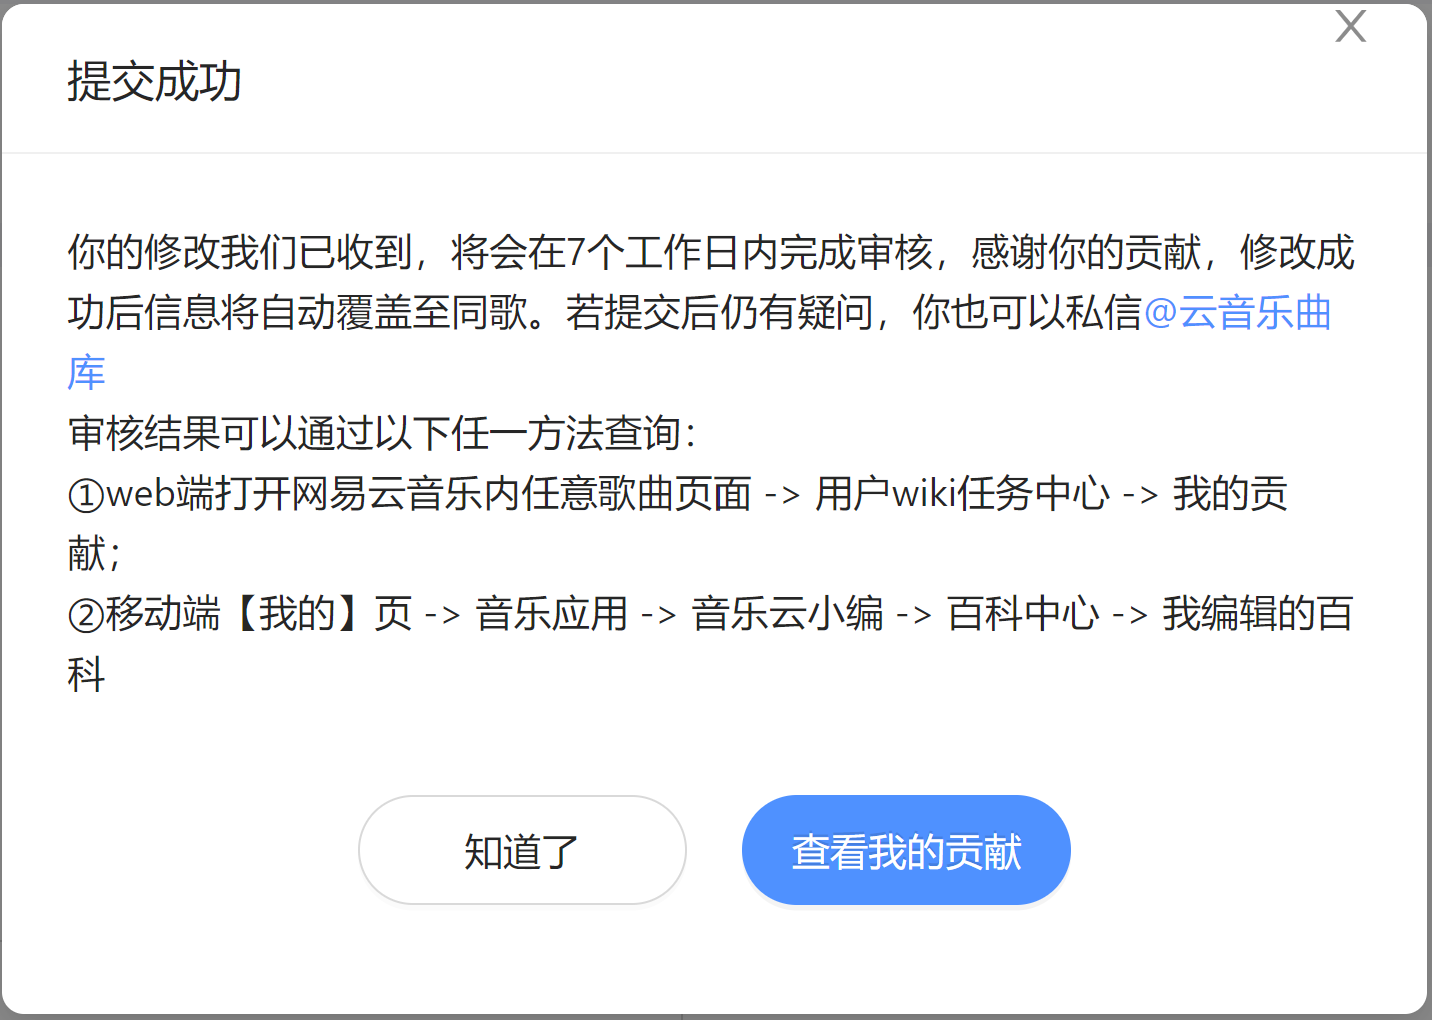 X
提交成功
你的修改我们已收到，将会在7个工作日内完成审核，感谢你的贡献，修改成
功后信息将自动覆盖至同歌。若提交后仍有疑问，你也可以私信@云音乐曲
库
审核结果可以通过以下任一方法查询：
①web端打开网易云音乐内任意歌曲页面 -> 用户wiki任务中心 -> 我的贡
献；
②移动端【我的】页 -> 音乐应用 -> 音乐云小编 -> 百科中心 -> 我编辑的百
科
知道了
查看我的贡献